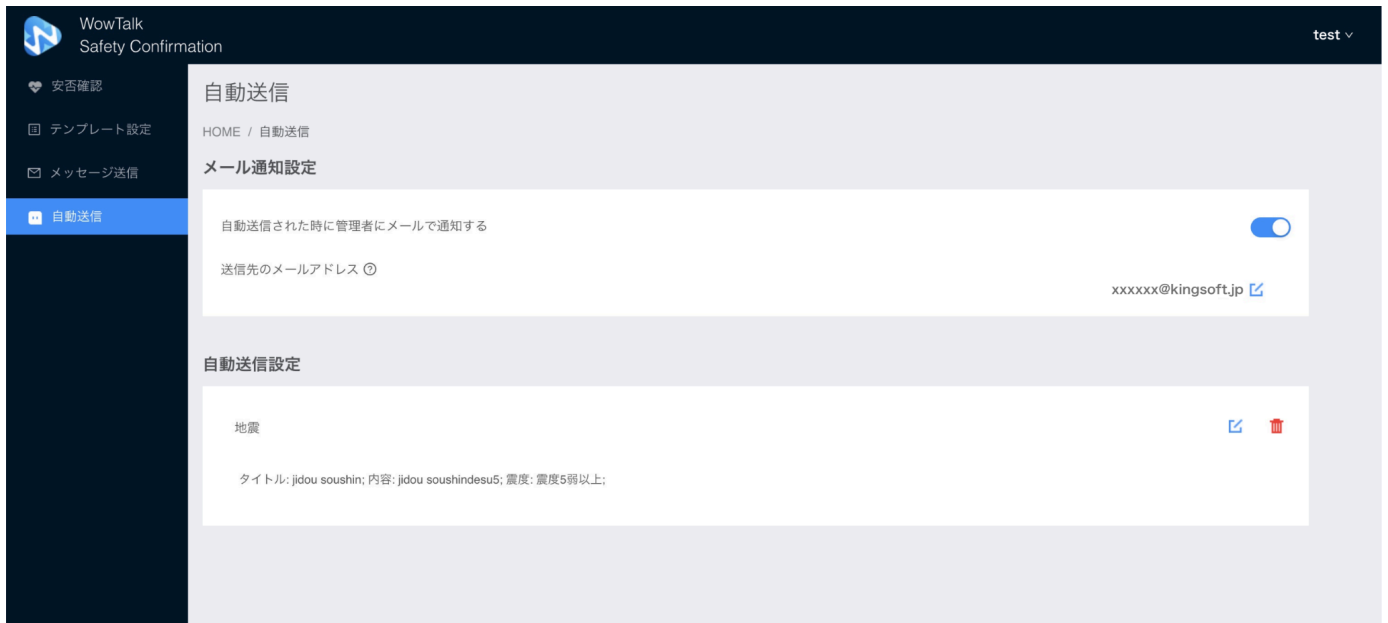 WowTalk
Safety Confirmation
test
安否確認
テンプレート設定
メッセージ送信
自動送信
自動送信
HOME / 自動送信
メール通知設定
自動送信された時に管理者にメールで通知する
送信先のメールアドレス
xxxxxx@kingsoft.jp
自動送信設定
地震
タイトル: jidou soushin; 内容: jidou soushindesu5; 震度: 震度5弱以上;